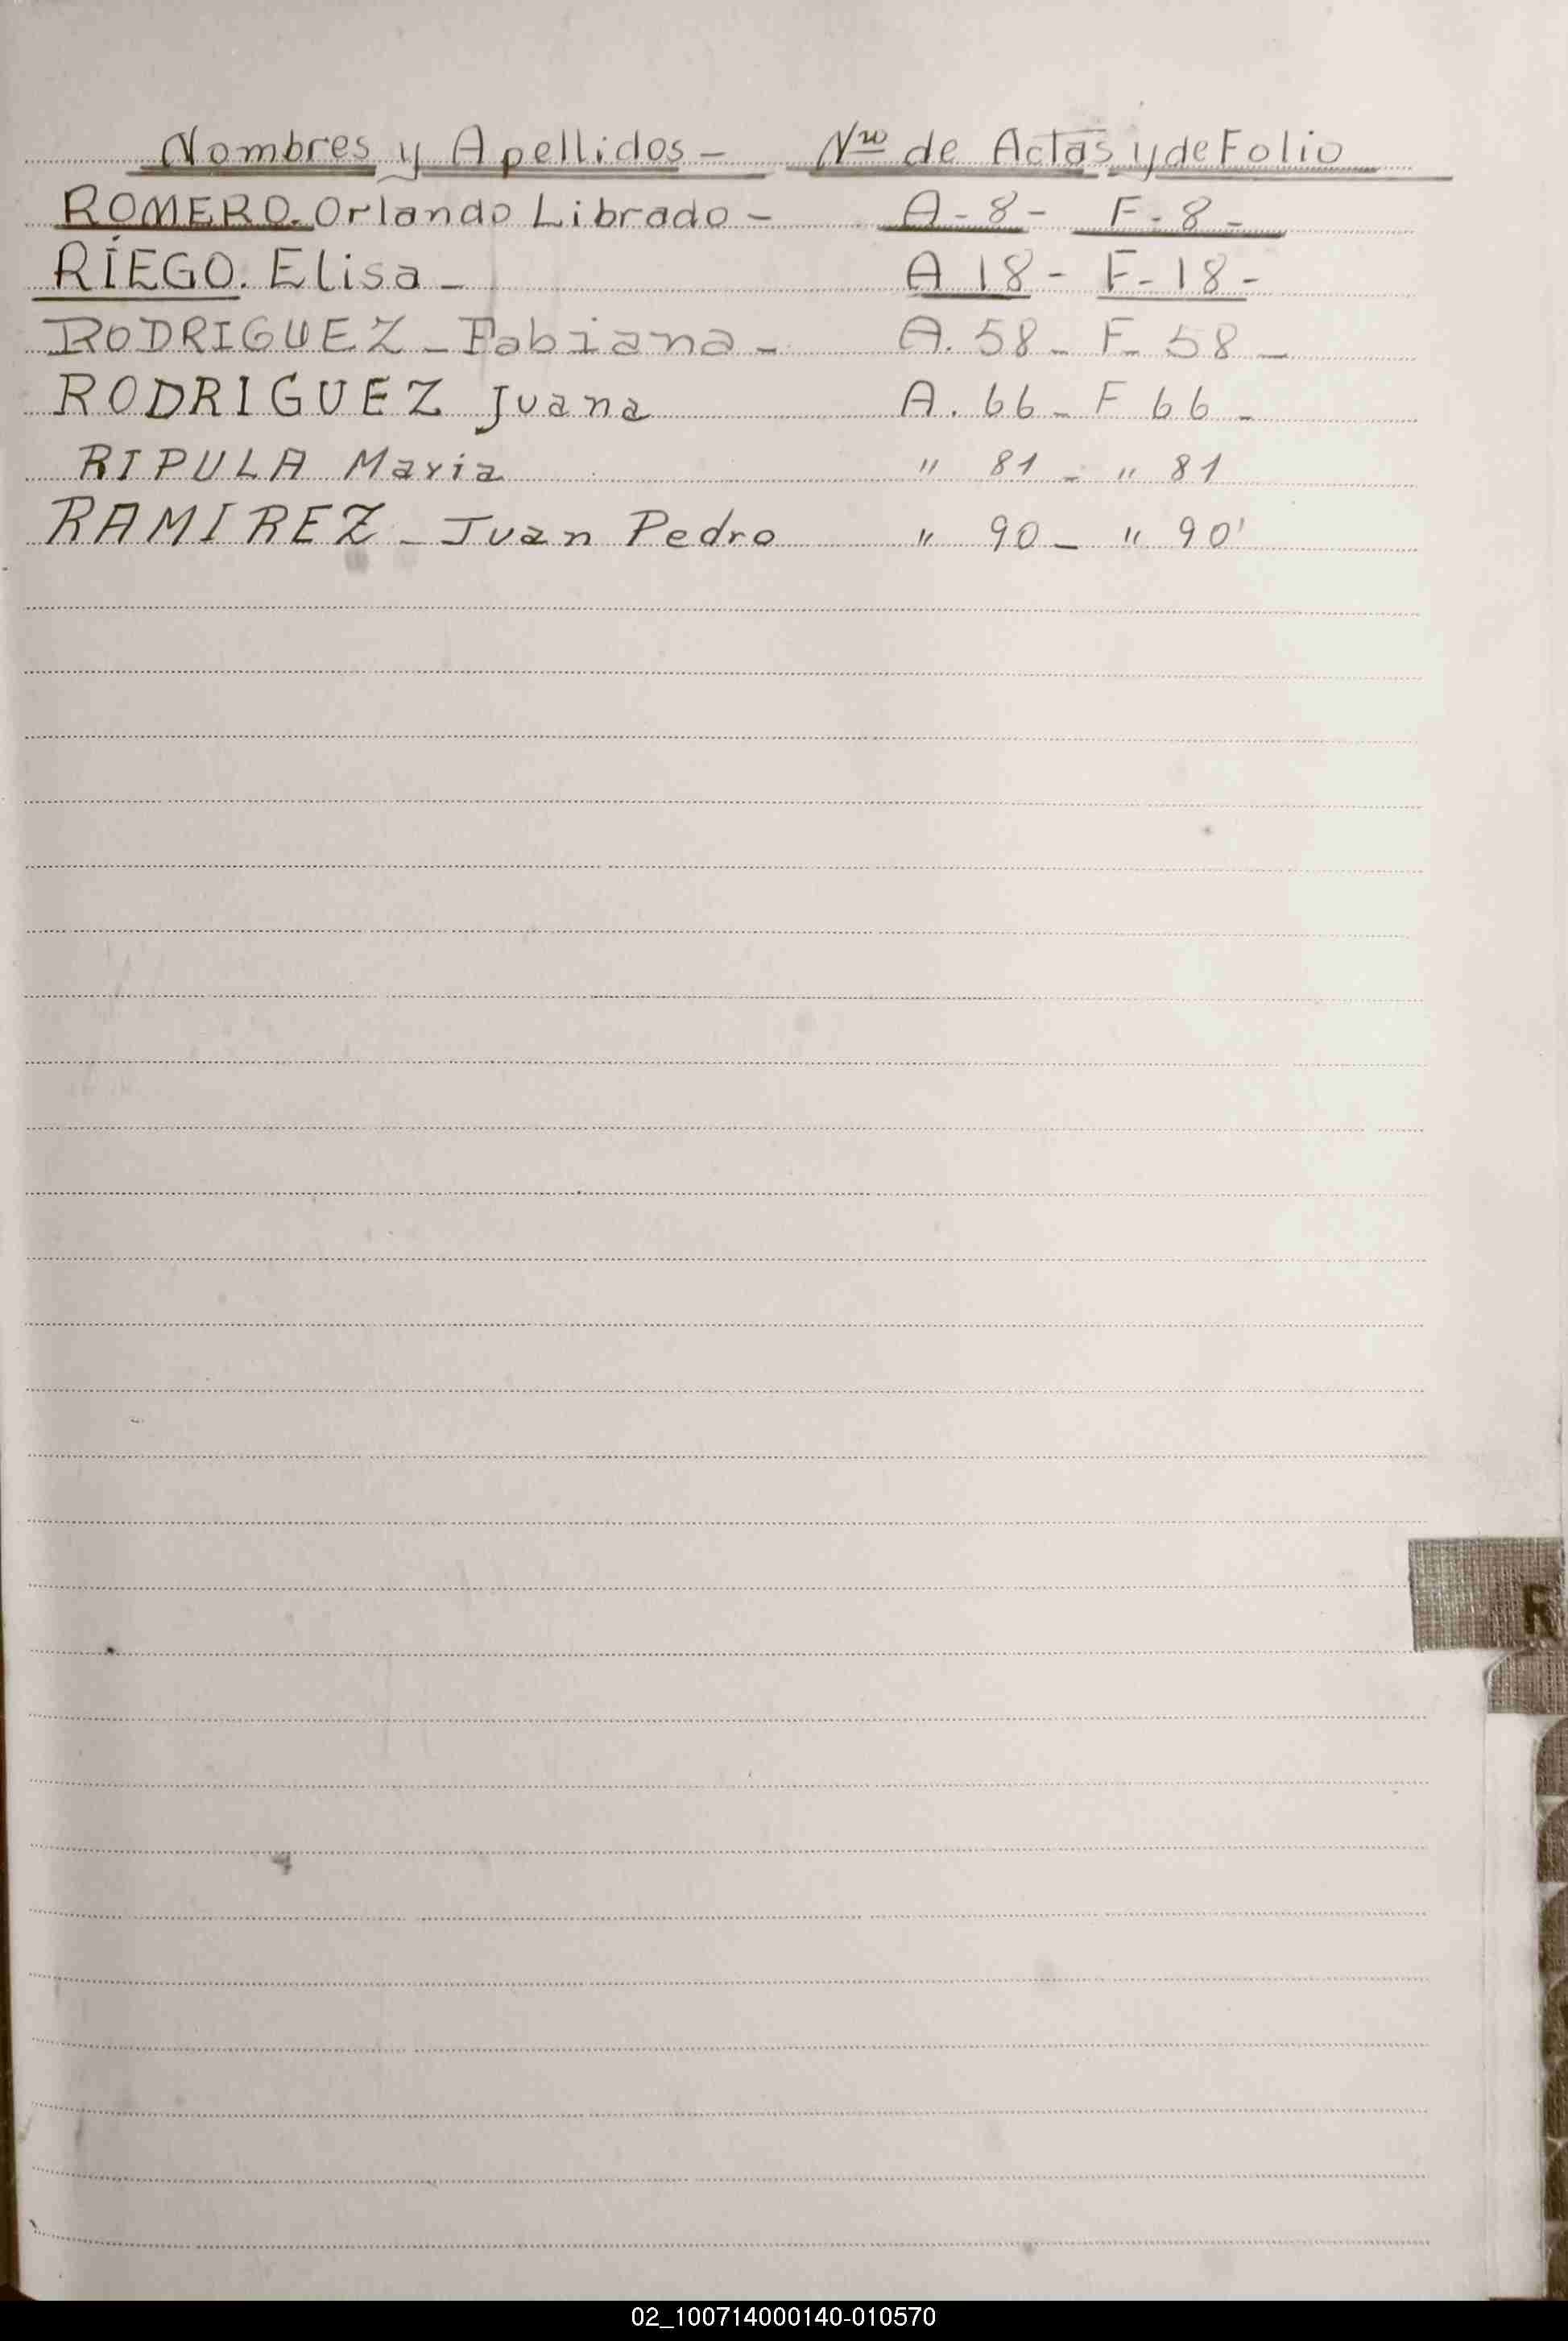 Nombres y Apellidos - Nro de Actas y de Folio
ROMERO. Orlando Librado - A - 8 - F - 8 -
RIEGO. Elisa - A 18 - F - 18 -
RODRIGUEZ - Fabiana - A. 58 - F - 58 -
RODRIGUEZ Juana A. 66 - F 66 -
RIPULA Maria " 81 - " 81
RAMIREZ - Juan Pedro " 90 - " 90'
R
02_100714000140-010570